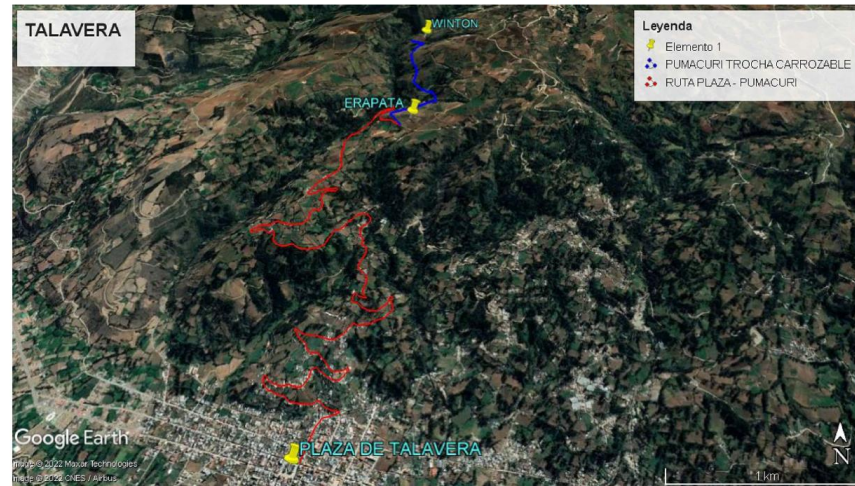 TALAVERA
WINTON
ERAPATA
Leyenda
Elemento 1
PUMACURI TROCHA CARROZABLE
RUTA PLAZA - PUMACURI
PLAZA DE TALAVERA
Google Earth
Image © 2022 Maxar Technologies
Image © 2022 CNES / Airbus
N
1 km